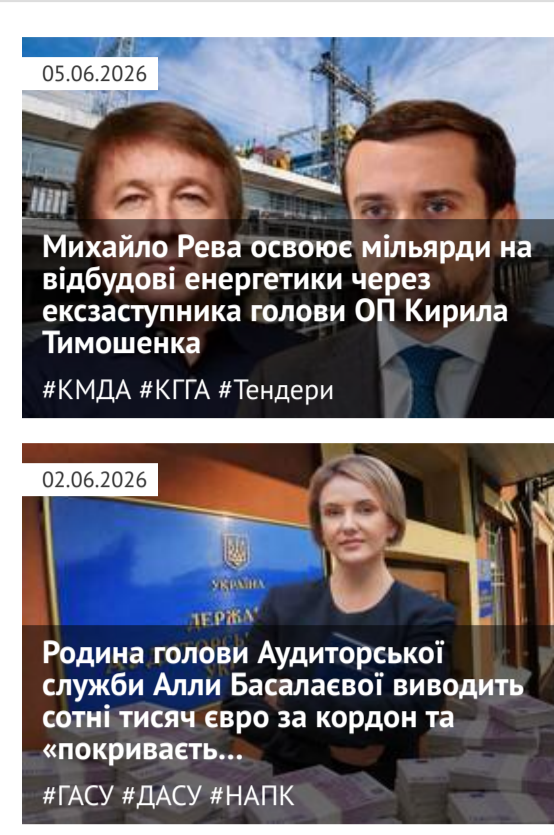 05.06.2026
Михайло Рева освоює мільярди на
відбудові енергетики через
ексзаступника голови ОП Кирила
Тимошенка
#КМДА #КГГА #Тендери
02.06.2026
УКРАЇНА
Родина голови Аудиторської
служби Алли Басалаєвої виводить
сотні тисяч євро за кордон та
«покриваєть...
#ГАСУ #ДАСУ #НАПК